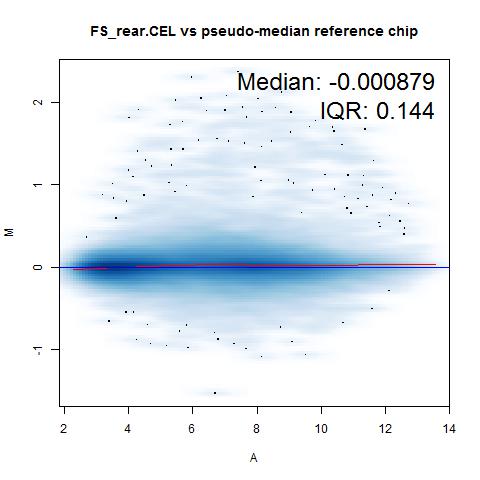 FS_rear.CEL vs pseudo-median reference chip
Median: -0.000879
IQR: 0.144
2
1
0
-1
M
2 4 6 8 10 12 14
A